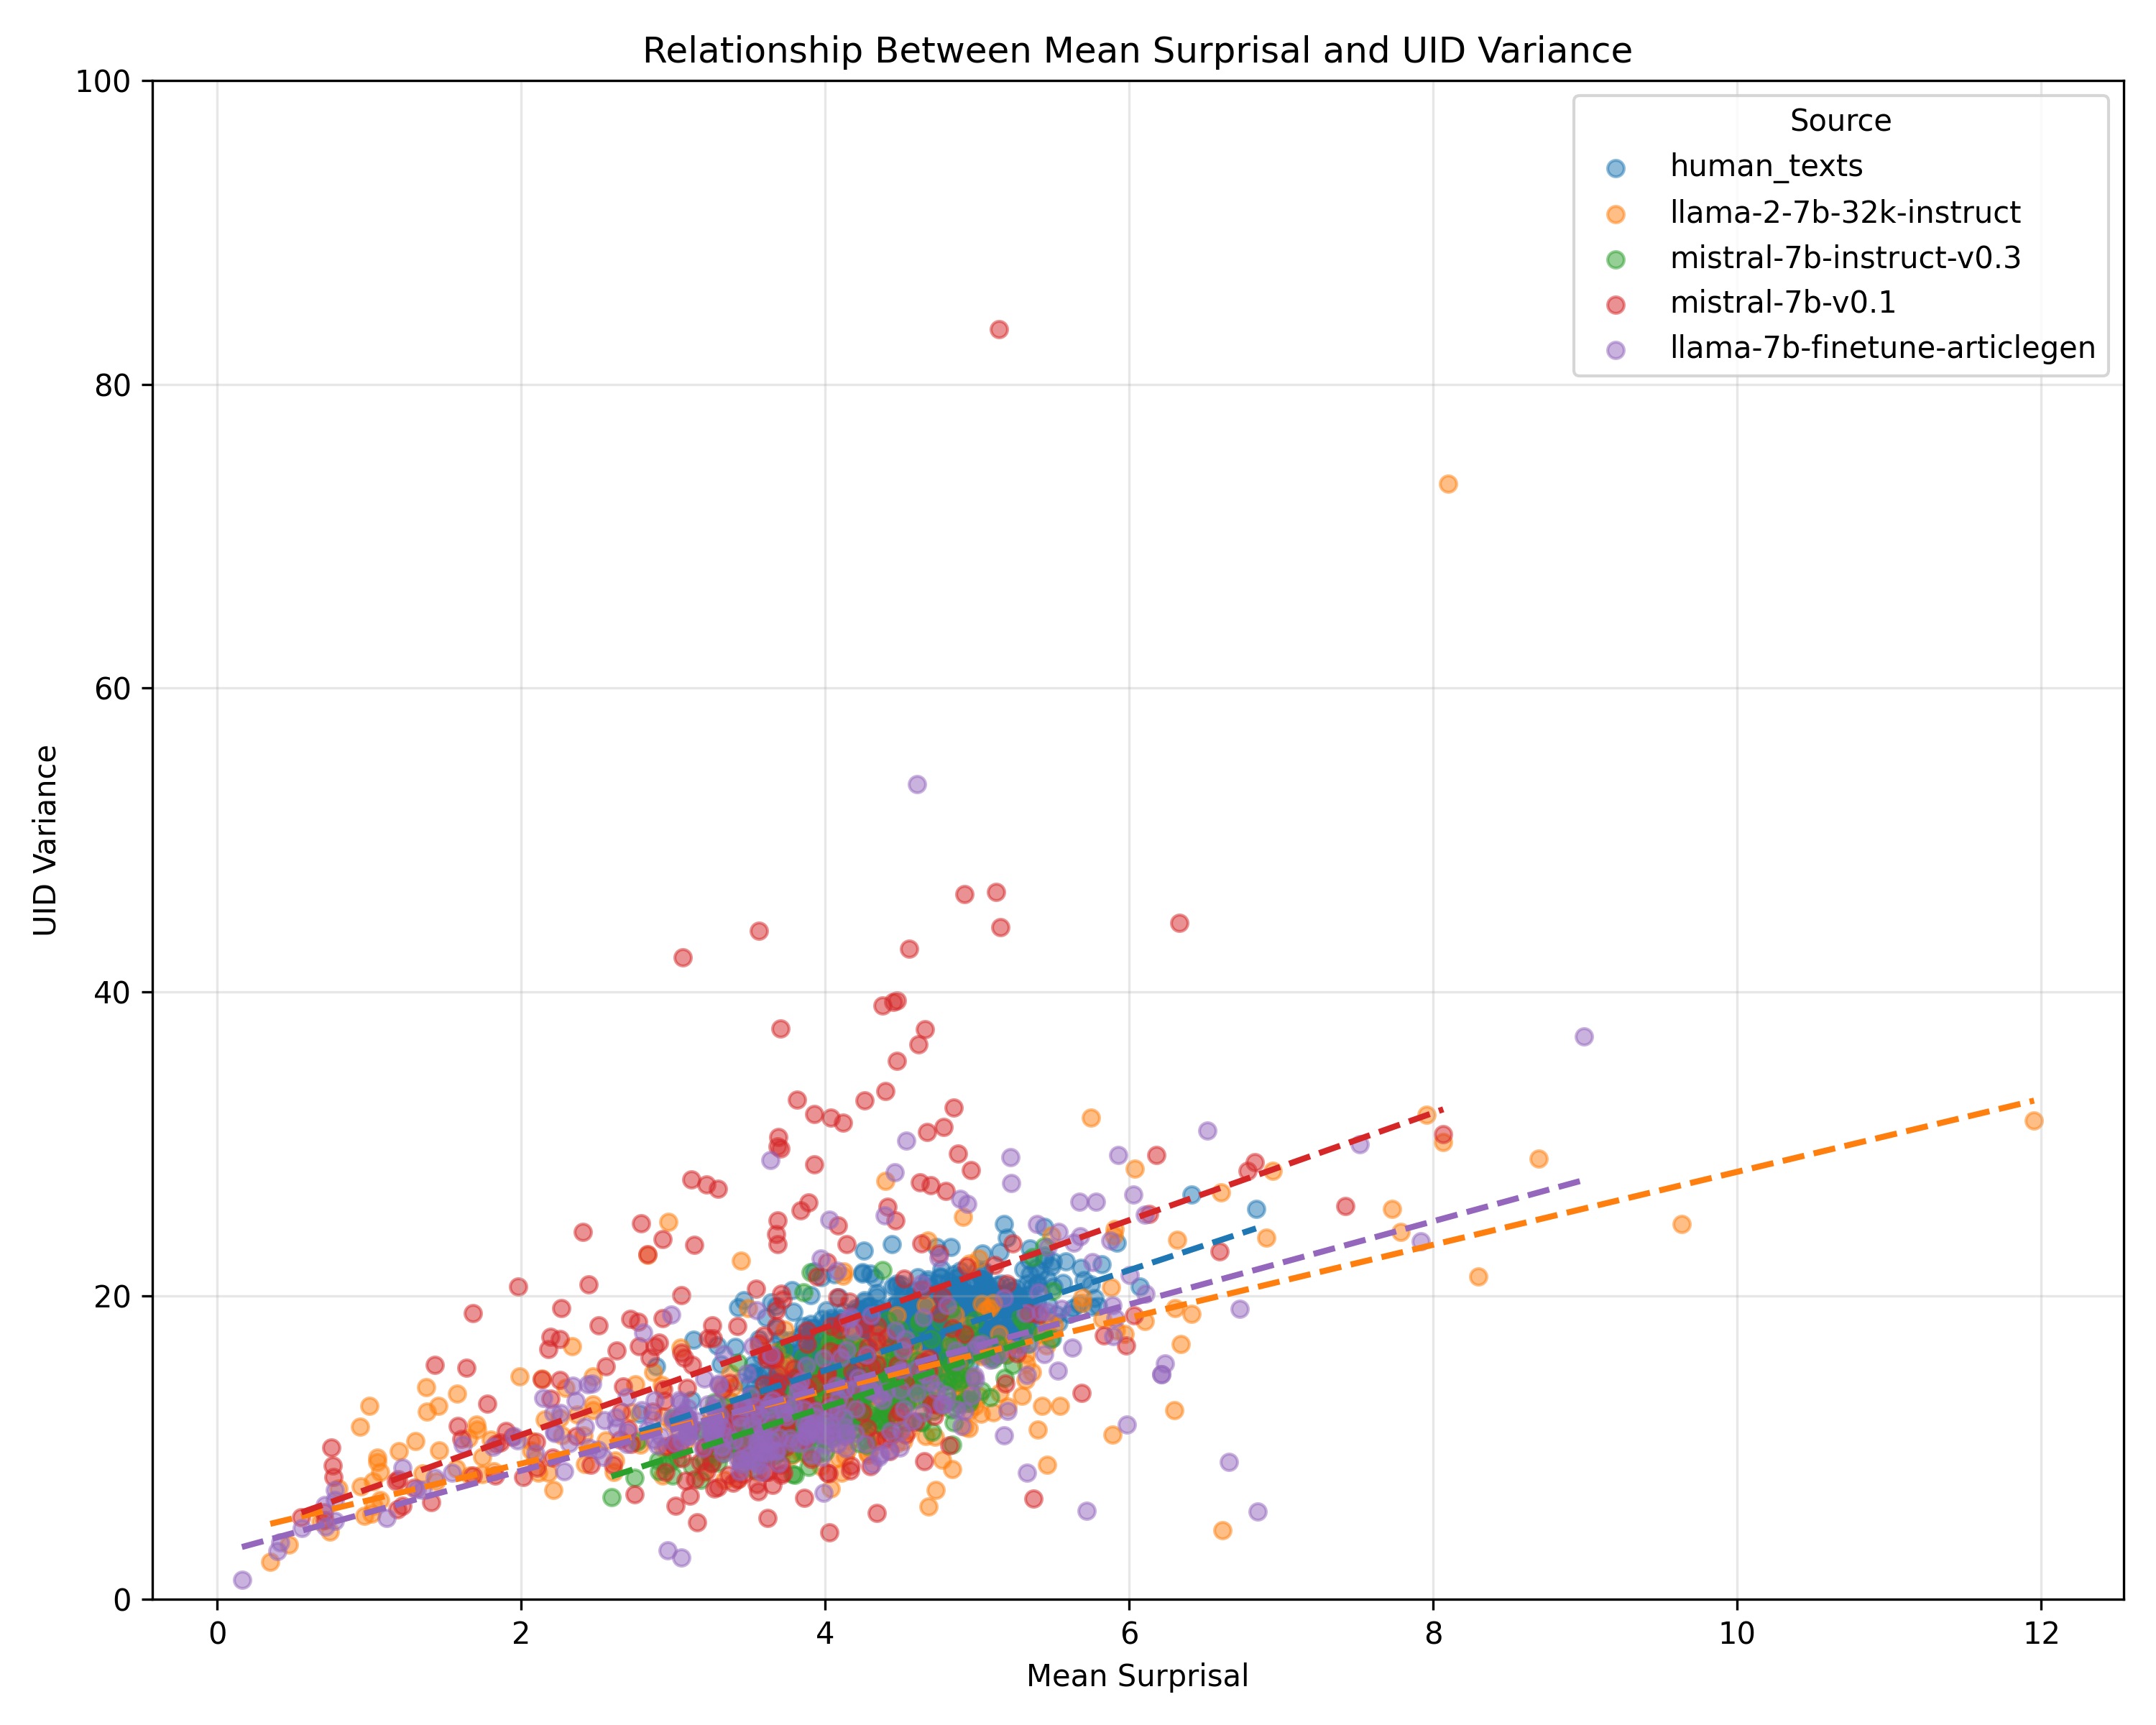 Relationship Between Mean Surprisal and UID Variance
100
80
60
40
20
0
UID Variance
Source
human_texts
llama-2-7b-32k-instruct
mistral-7b-instruct-v0.3
mistral-7b-v0.1
llama-7b-finetune-articlegen
0 2 4 6 8 10 12
Mean Surprisal